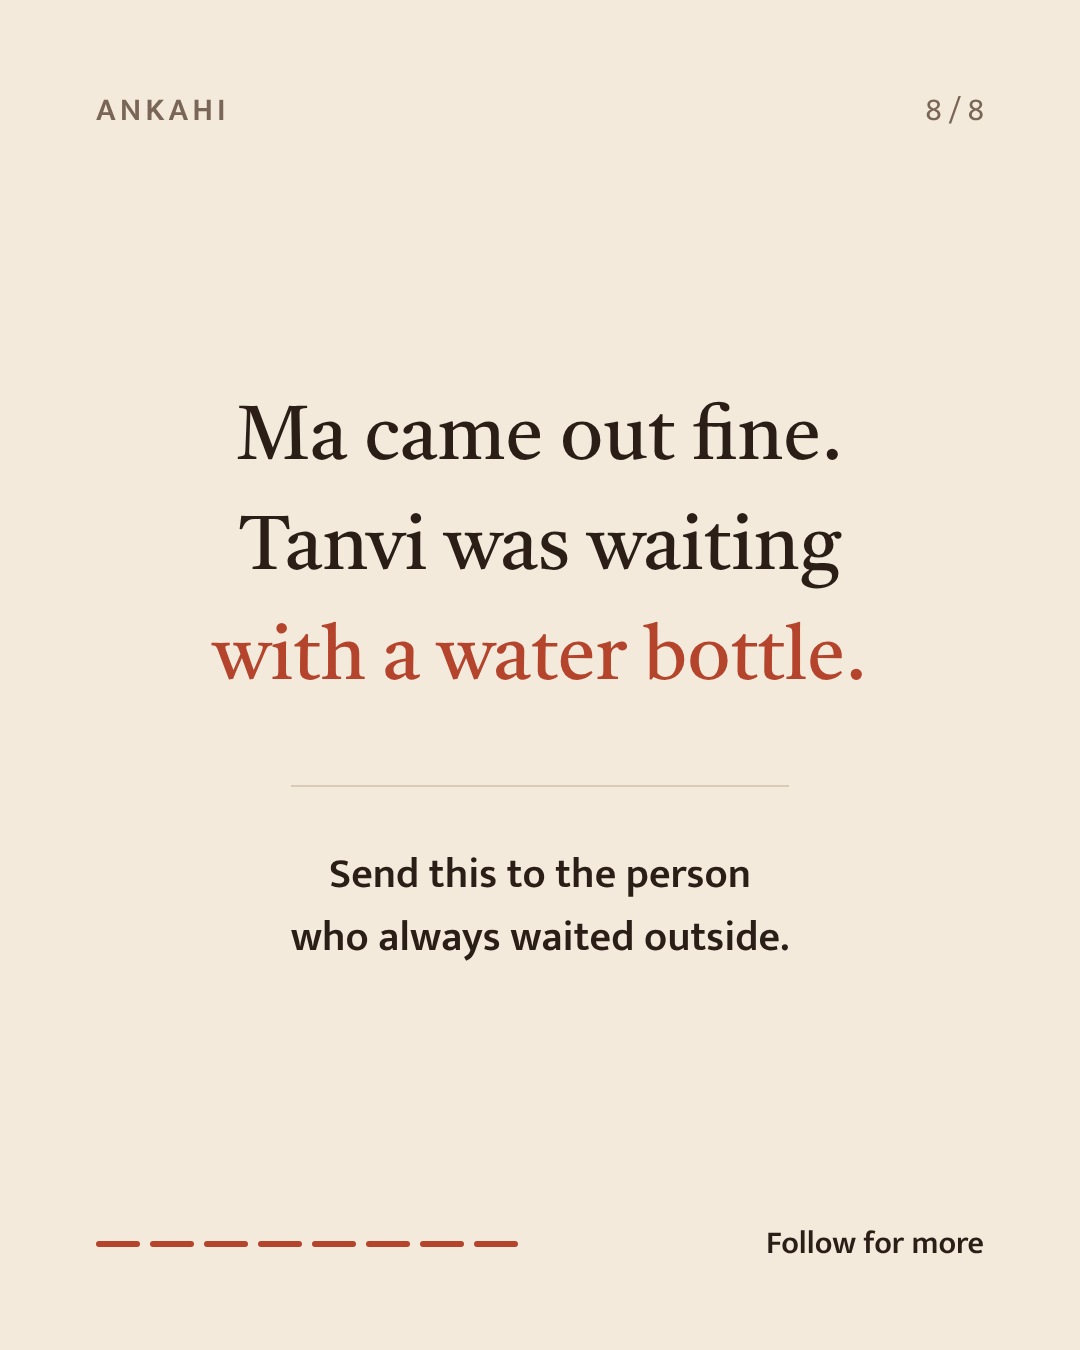 ANKAHI
8 / 8
Ma came out fine.
Tanvi was waiting
with a water bottle.
Send this to the person
who always waited outside.
Follow for more